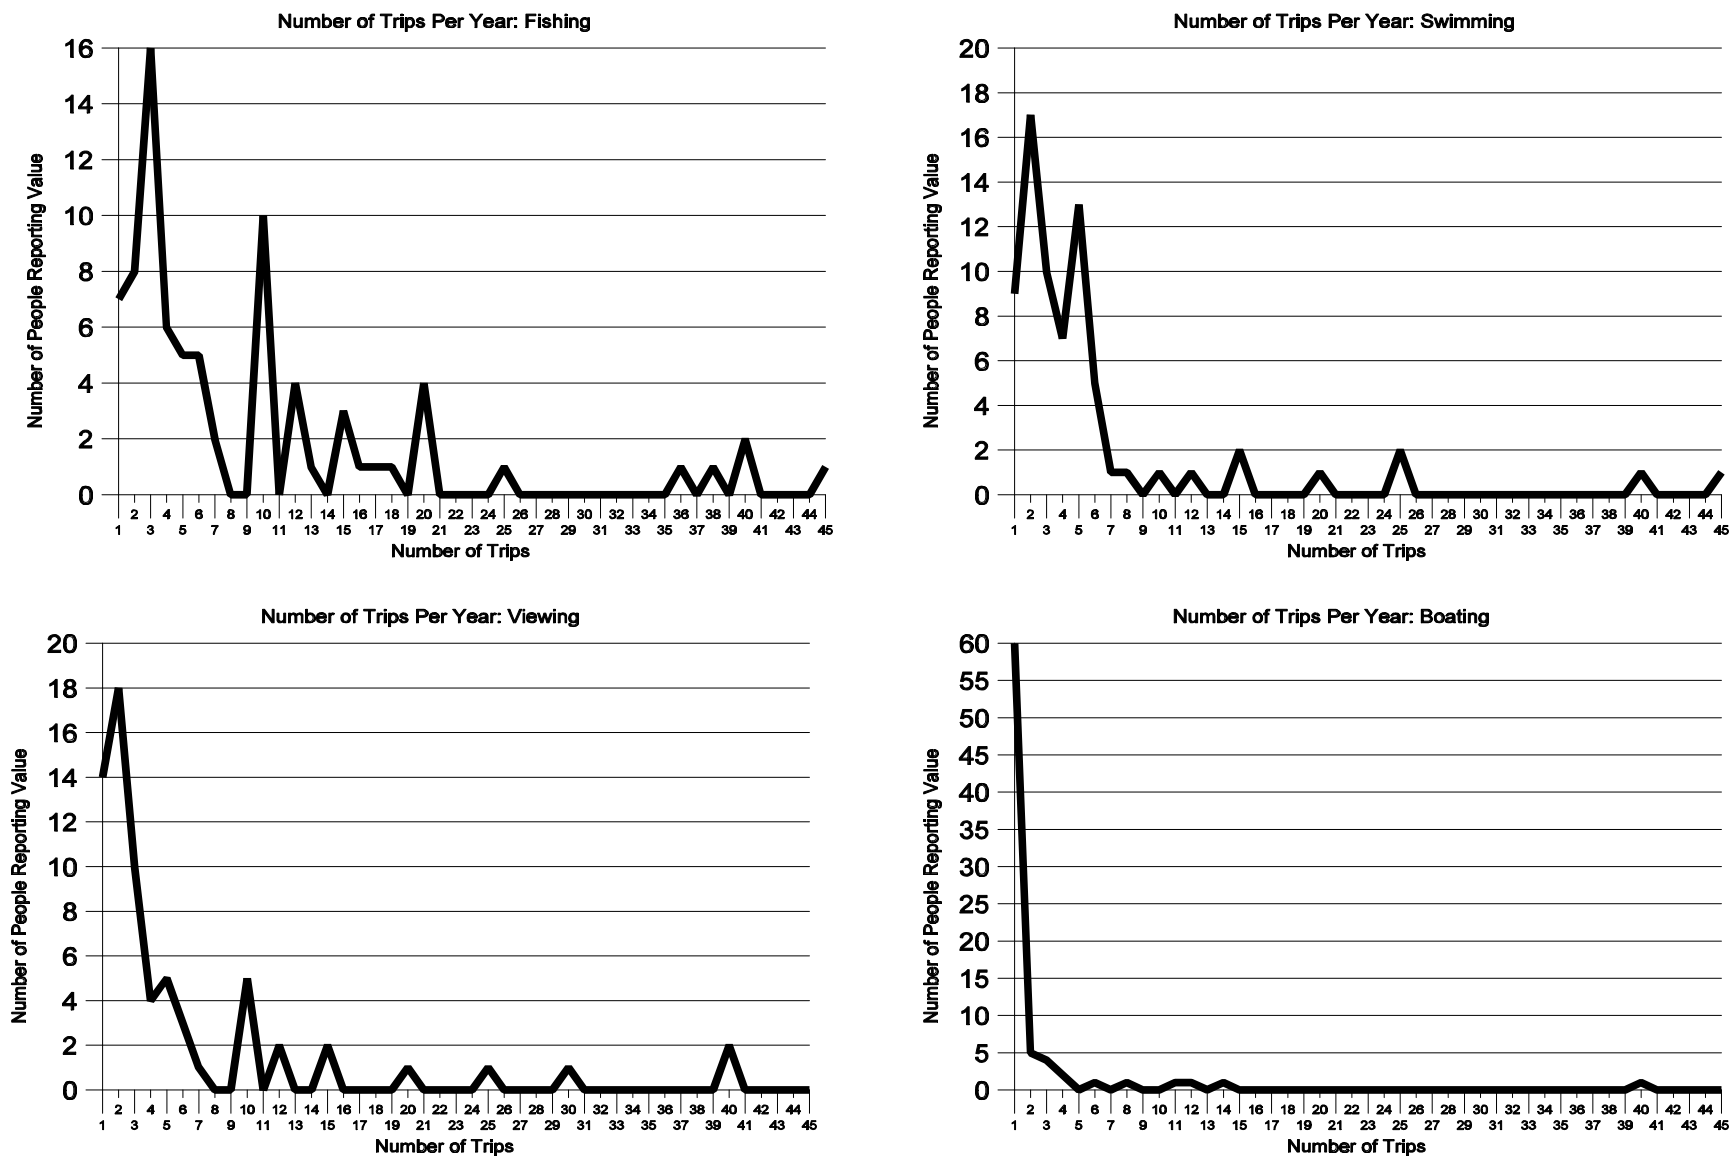 Number of Trips Per Year: Fishing
Number of People Reporting Value
16
14
12
10
8
6
4
2
0
2 4 6 8 10 12 14 16 18 20 22 24 26 28 30 32 34 36 38 40 42 44
1 3 5 7 9 11 13 15 17 19 21 23 25 27 29 31 33 35 37 39 41 43 45
Number of Trips
Number of Trips Per Year: Swimming
Number of People Reporting Value
20
18
16
14
12
10
8
6
4
2
0
2 4 6 8 10 12 14 16 18 20 22 24 26 28 30 32 34 36 38 40 42 44
1 3 5 7 9 11 13 15 17 19 21 23 25 27 29 31 33 35 37 39 41 43 45
Number of Trips
Number of Trips Per Year: Viewing
Number of People Reporting Value
20
18
16
14
12
10
8
6
4
2
0
2 4 6 8 10 12 14 16 18 20 22 24 26 28 30 32 34 36 38 40 42 44
1 3 5 7 9 11 13 15 17 19 21 23 25 27 29 31 33 35 37 39 41 43 45
Number of Trips
Number of Trips Per Year: Boating
Number of People Reporting Value
60
55
50
45
40
35
30
25
20
15
10
5
0
2 4 6 8 10 12 14 16 18 20 22 24 26 28 30 32 34 36 38 40 42 44
1 3 5 7 9 11 13 15 17 19 21 23 25 27 29 31 33 35 37 39 41 43 45
Number of Trips